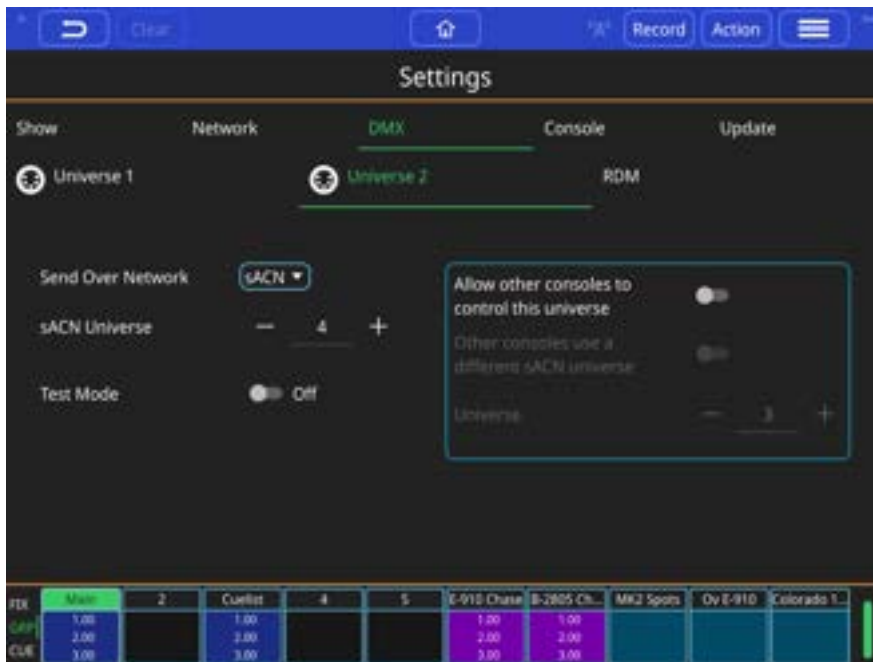 Clear
Record Action
Settings
Show Network DMX Console Update
Universe 1 Universe 2 RDM
Send Over Network sACN
sACN Universe 4
Test Mode Off
Allow other consoles to
control this universe
Other consoles use a
different sACN universe
Universe 3
FIX Main 2 Cuelist 4 5 E-910 Chase B-2805 Ch... MK2 Spots Ov E-910 Colorado 1...
GRP 1.00 1.00 1.00 1.00
2.00 2.00 2.00 2.00
CUE 3.00 3.00 3.00 3.00